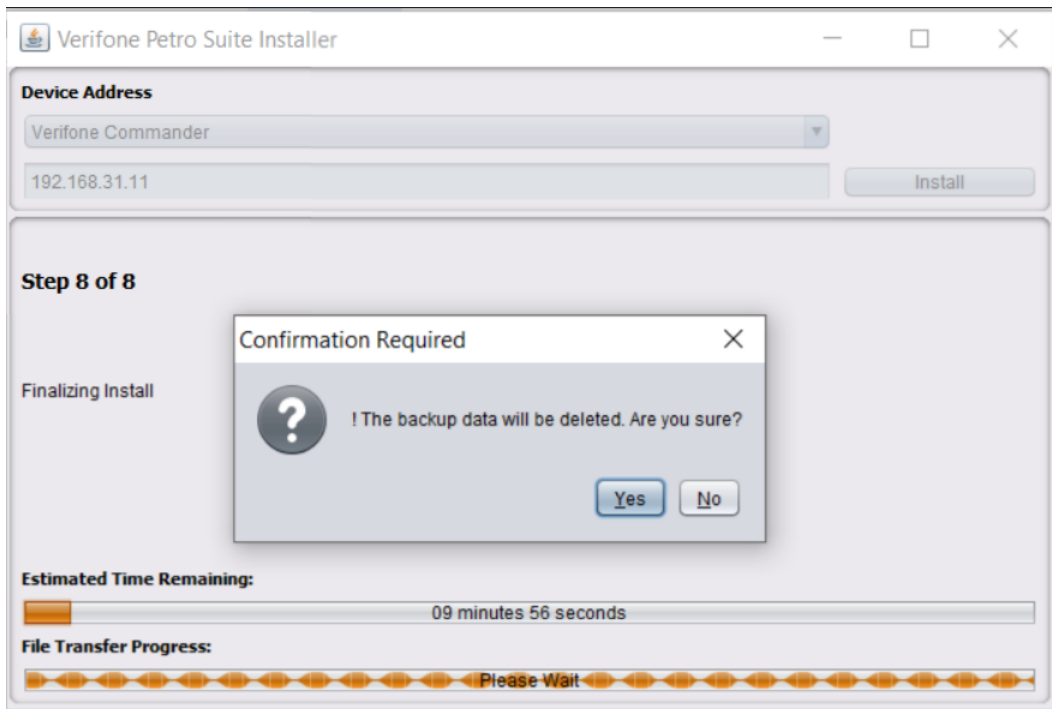 Verifone Petro Suite Installer
Device Address
Verifone Commander
192.168.31.11
Install
Step 8 of 8
Confirmation Required
Finalizing Install
! The backup data will be deleted. Are you sure?
Yes
No
Estimated Time Remaining:
09 minutes 56 seconds
File Transfer Progress:
Please Wait